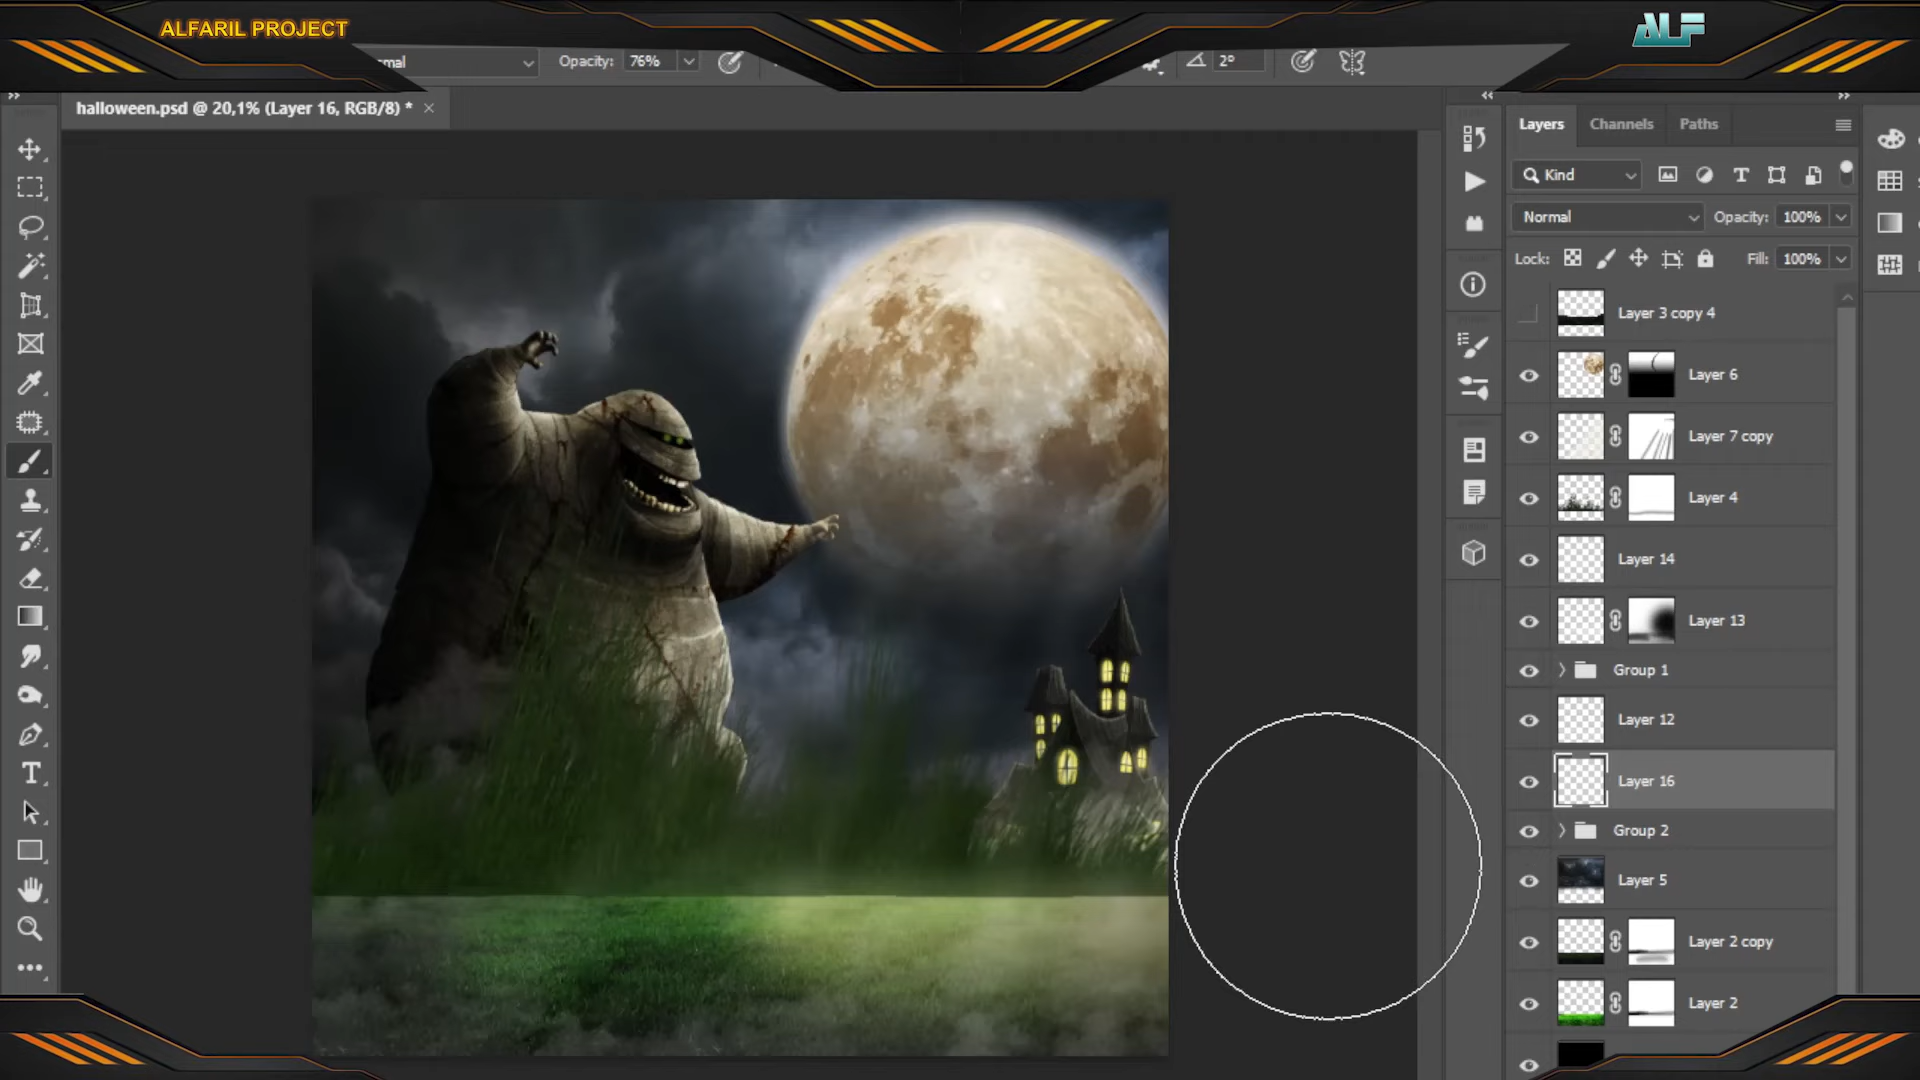 ALFARIL PROJECT
ALF
mal
Opacity: 76%
2°
halloween.psd @ 20,1% (Layer 16, RGB/8) *
Layers Channels Paths
Kind
Normal Opacity: 100%
Lock: Fill: 100%
Layer 3 copy 4
Layer 6
Layer 7 copy
Layer 4
Layer 14
Layer 13
Group 1
Layer 12
Layer 16
Group 2
Layer 5
Layer 2 copy
Layer 2